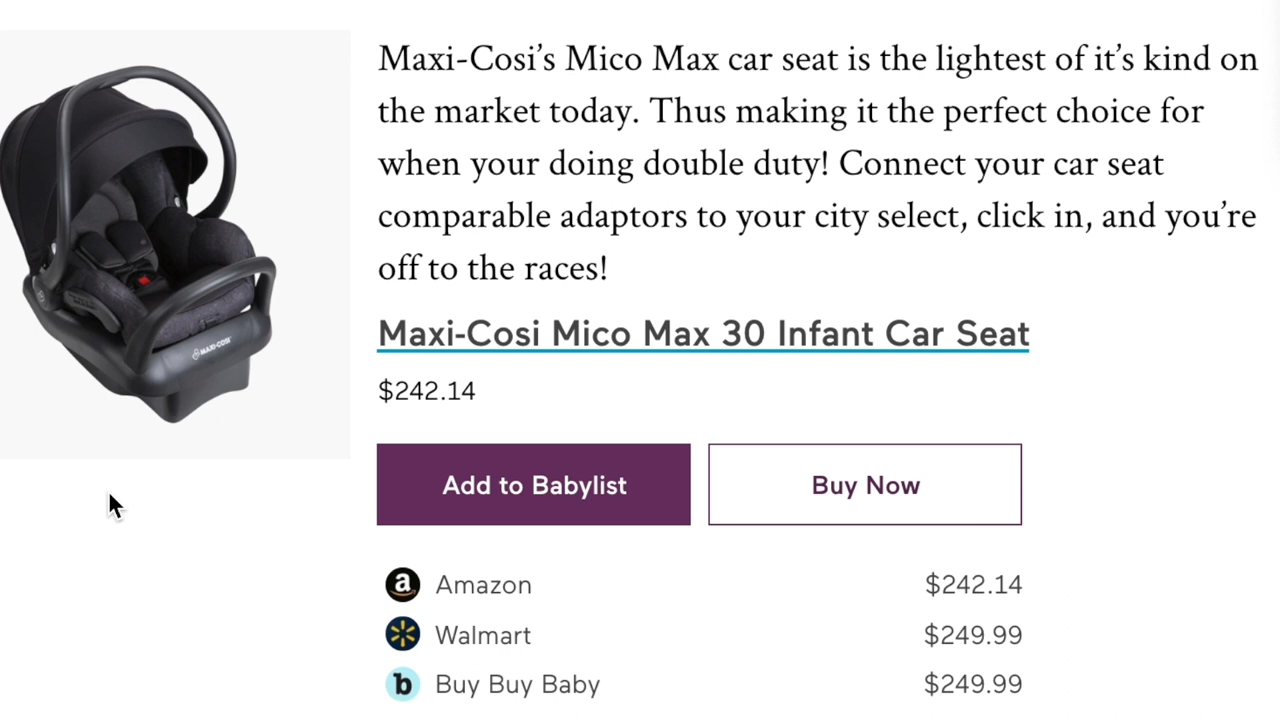 Maxi-Cosi’s Mico Max car seat is the lightest of it’s kind on
the market today. Thus making it the perfect choice for
when your doing double duty! Connect your car seat
comparable adaptors to your city select, click in, and you’re
off to the races!
MAXI-COSI
Maxi-Cosi Mico Max 30 Infant Car Seat
$242.14
Add to Babylist
Buy Now
a Amazon $242.14
Walmart $249.99
b Buy Buy Baby $249.99